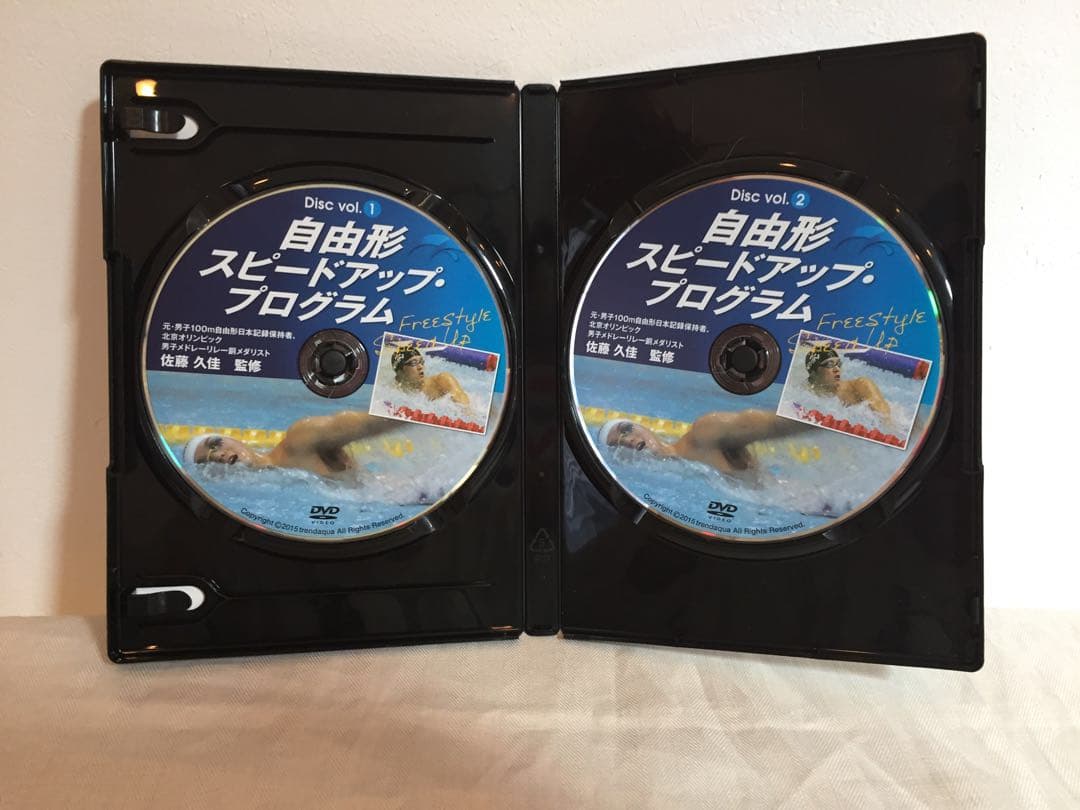 Disc vol. 1
自由形
スピードアップ・
プログラム
FreeStyle
Speed Up
元・男子100m自由形日本記録保持者、
北京オリンピック
男子メドレーリレー銅メダリスト
佐藤 久佳 監修
DVD
VIDEO
Copyright ©2015 trendaqua All Rights Reserved.
Disc vol. 2
自由形
スピードアップ・
プログラム
FreeStyle
Speed Up
元・男子100m自由形日本記録保持者、
北京オリンピック
男子メドレーリレー銅メダリスト
佐藤 久佳 監修
DVD
VIDEO
Copyright ©2015 trendaqua All Rights Reserved.